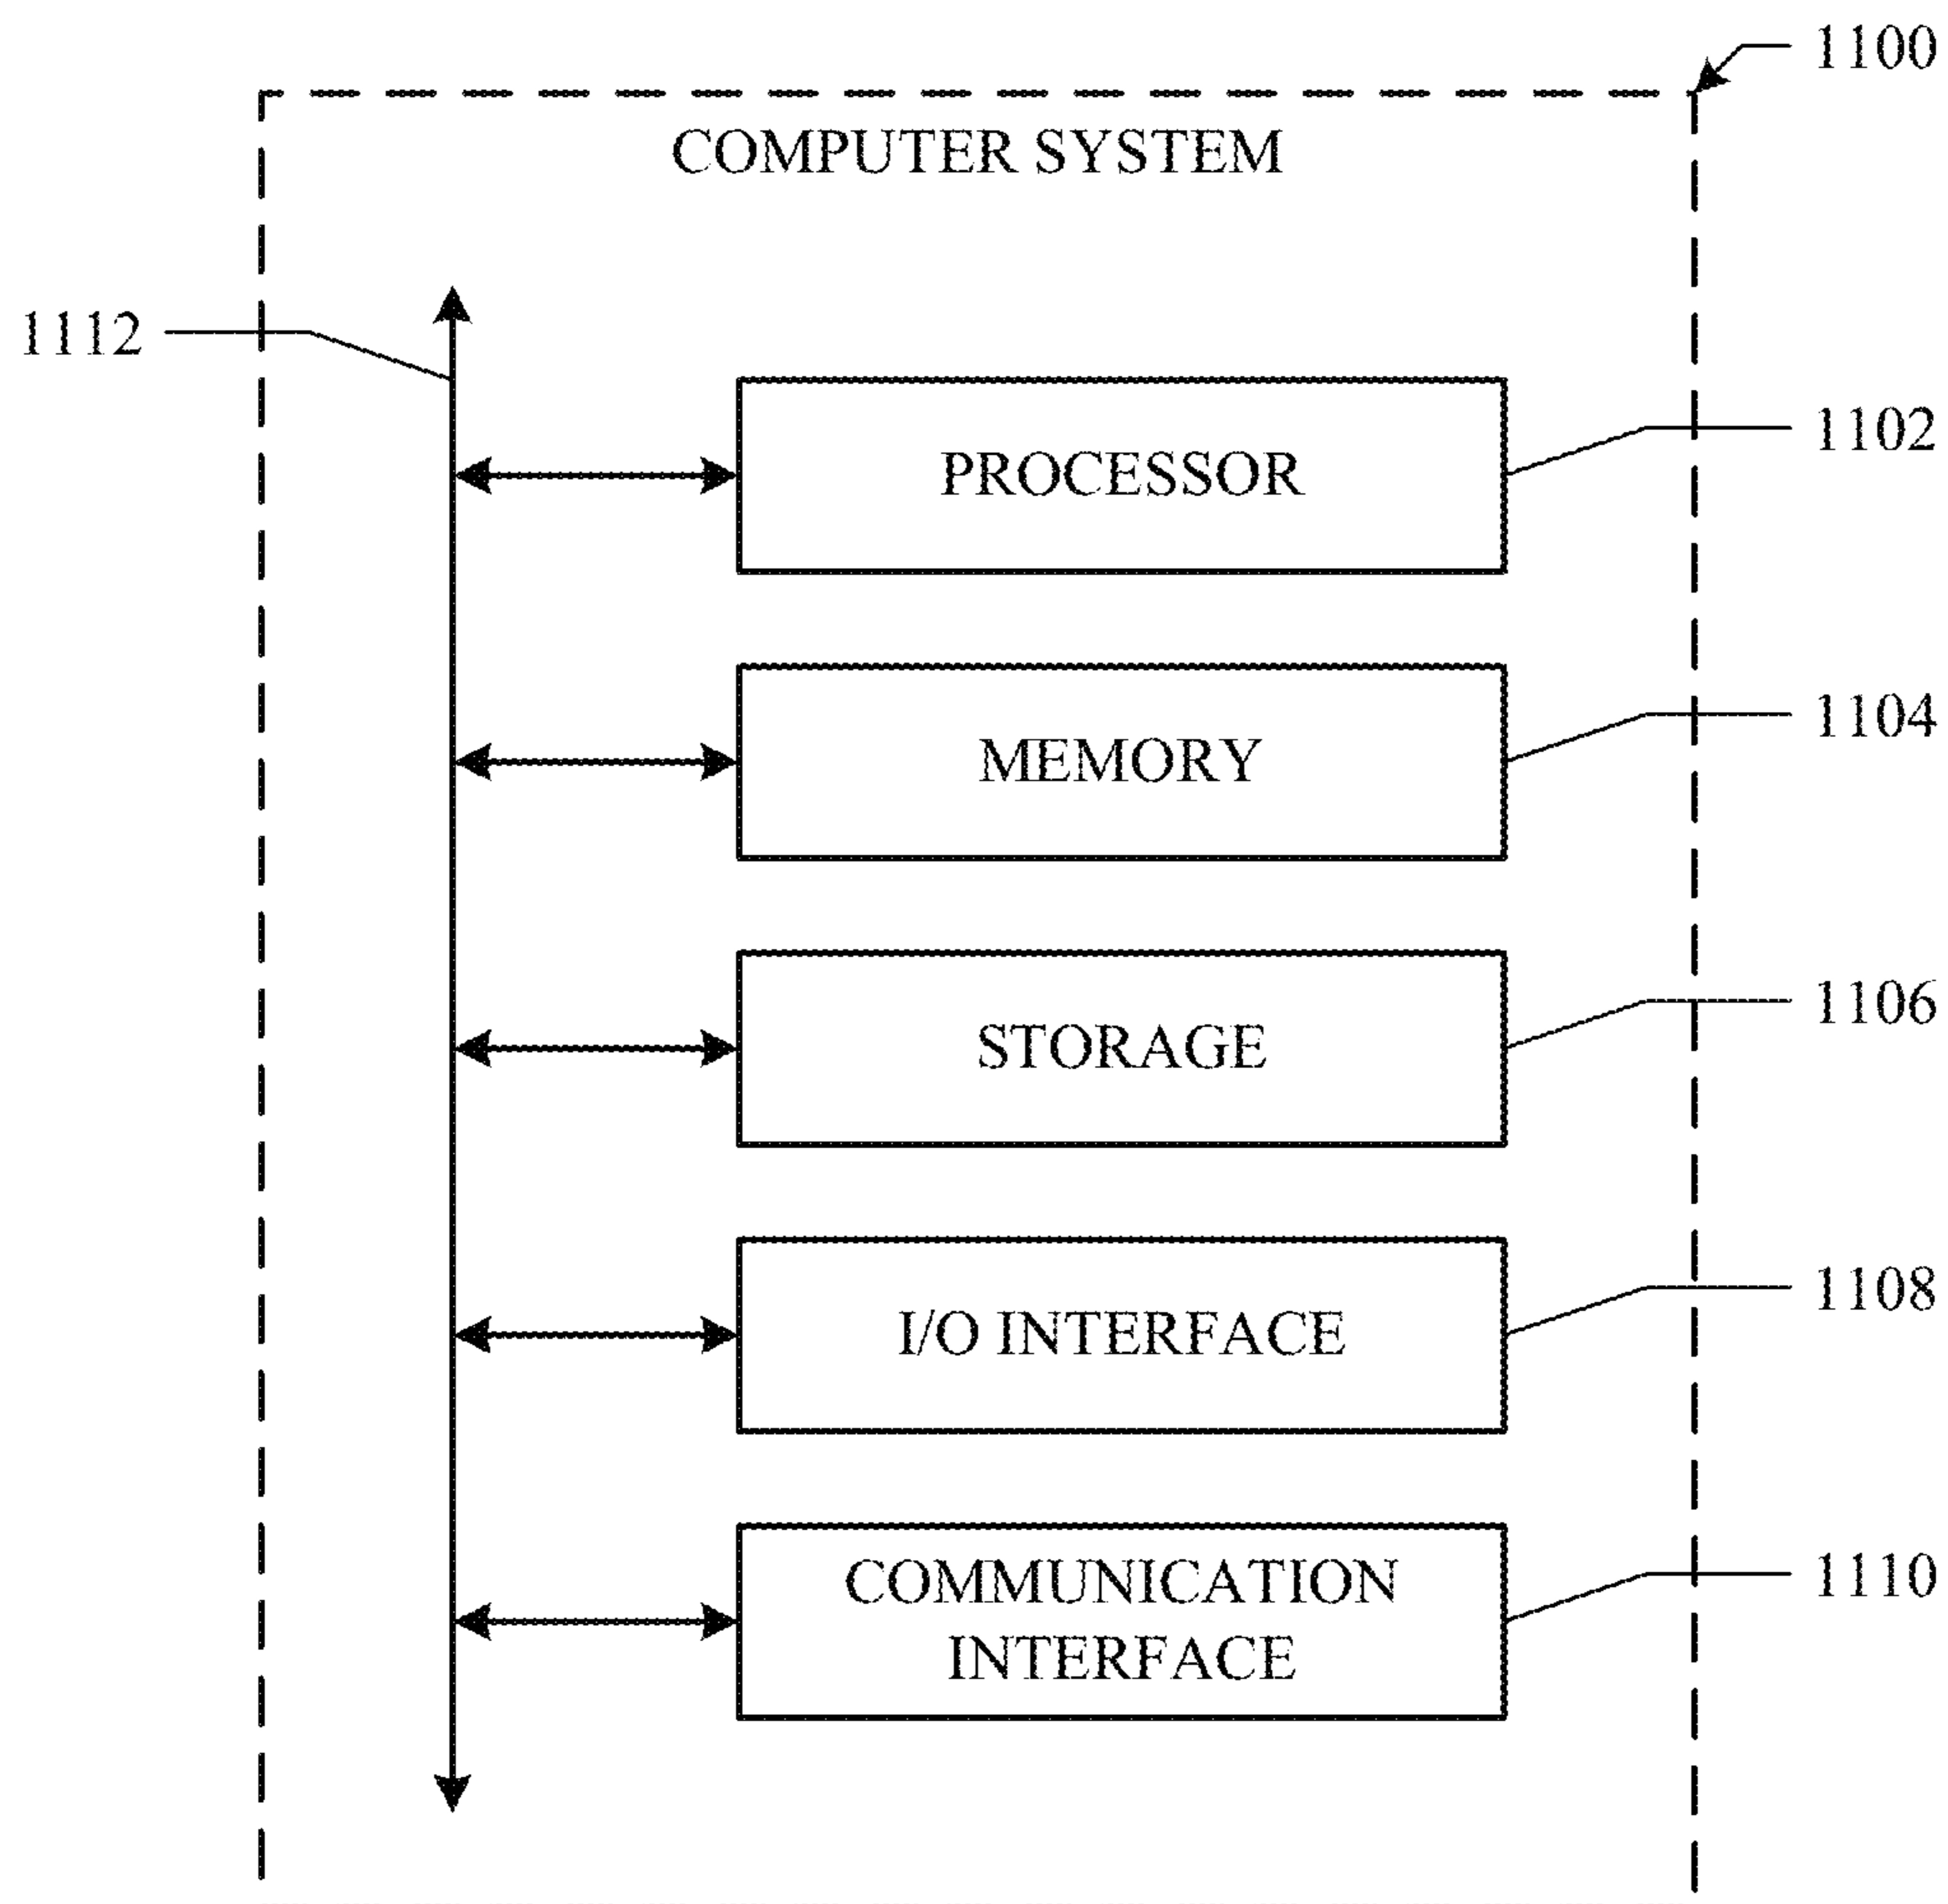 1100
COMPUTER SYSTEM
1112
1102
PROCESSOR
1104
MEMORY
1106
STORAGE
1108
I/O INTERFACE
1110
COMMUNICATION
INTERFACE